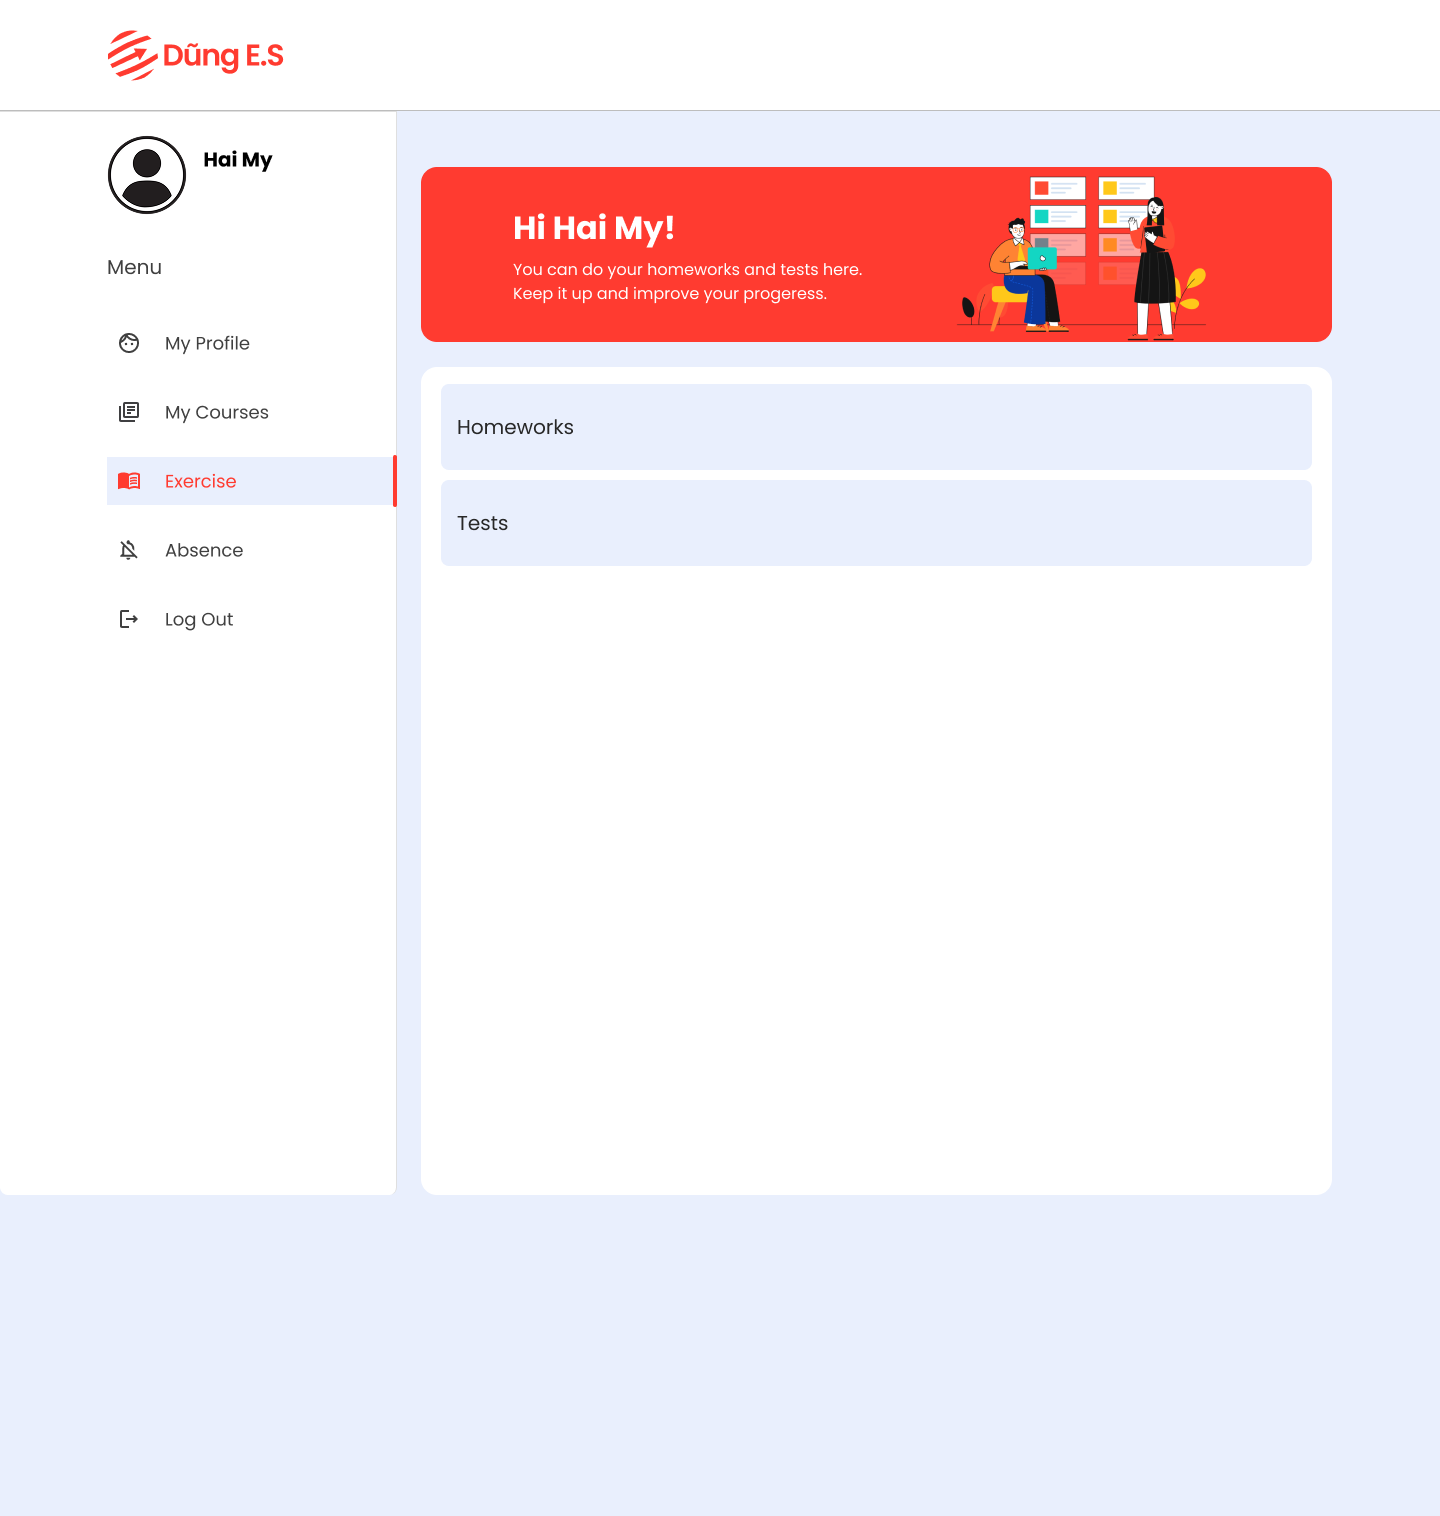 Dũng E.S
Hai My
Menu
My Profile
My Courses
Exercise
Absence
Log Out
Hi Hai My!
You can do your homeworks and tests here.
Keep it up and improve your progeress.
Homeworks
Tests